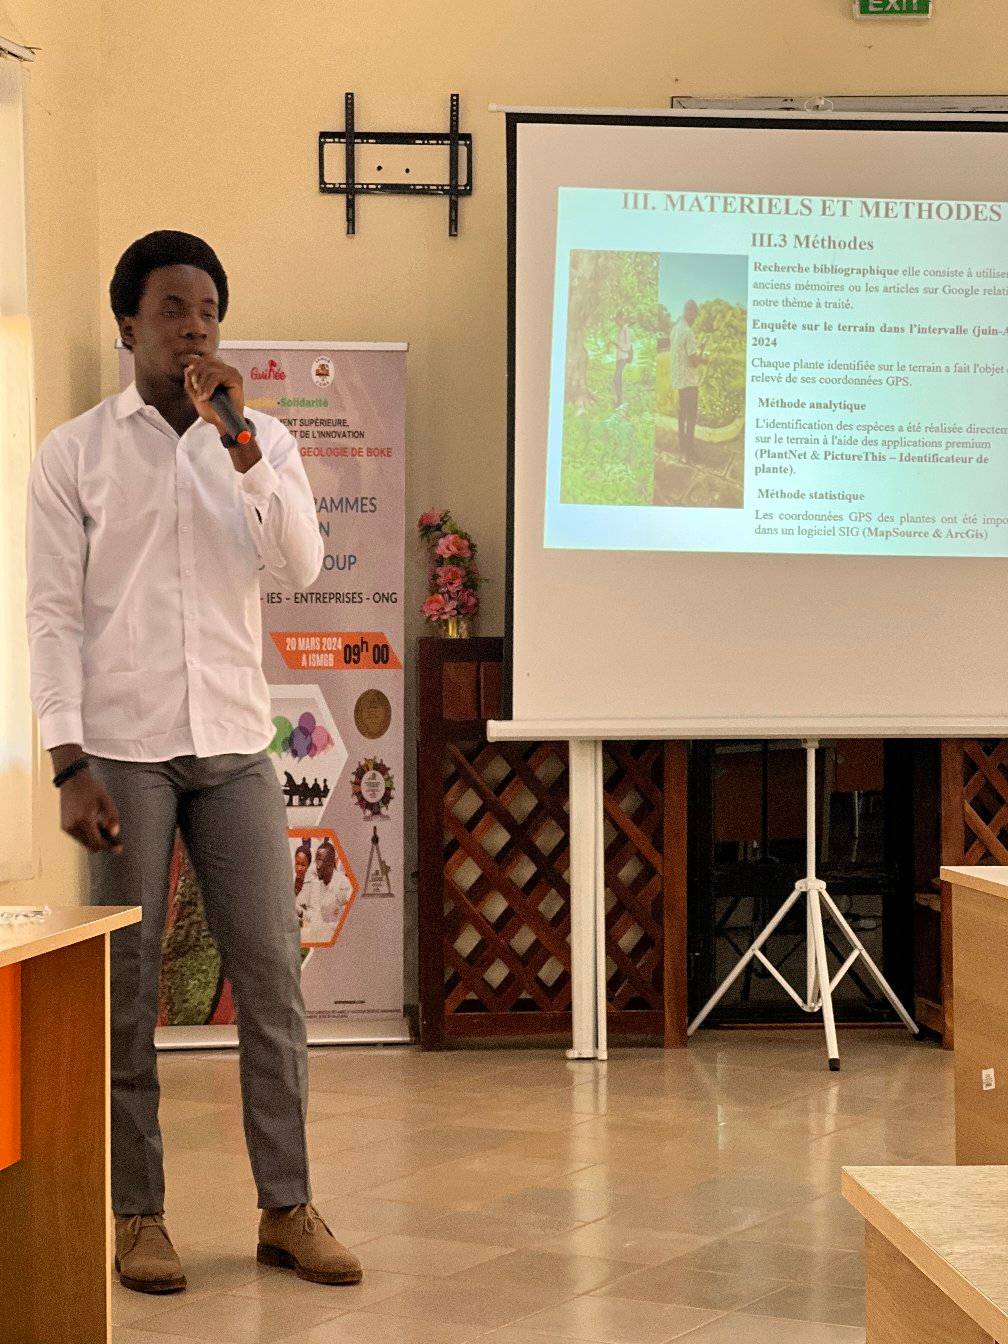 EXIT
III. MATERIELS ET METHODES
III.3 Méthodes
Recherche bibliographique elle consiste à utiliser
anciens mémoires ou les articles sur Google relati
notre thème à traité.
Enquête sur le terrain dans l'intervalle (juin-A
2024
Chaque plante identifiée sur le terrain a fait l'objet
relevé de ses coordonnées GPS.
Méthode analytique
L'identification des espèces a été réalisée directem
sur le terrain à l'aide des applications premium
(PlantNet & PictureThis – Identificateur de
plante).
Méthode statistique
Les coordonnées GPS des plantes ont été impo
dans un logiciel SIG (MapSource & ArcGis)
Guinée
-Solidarité
ENT SUPÉRIEURE,
ET DE L'INNOVATION
GEOLOGIE DE BOKE
RAMMES
ON
OUP
- IES – ENTREPRISES - ONG
20 MARS 2024 09h 00
A ISMGB